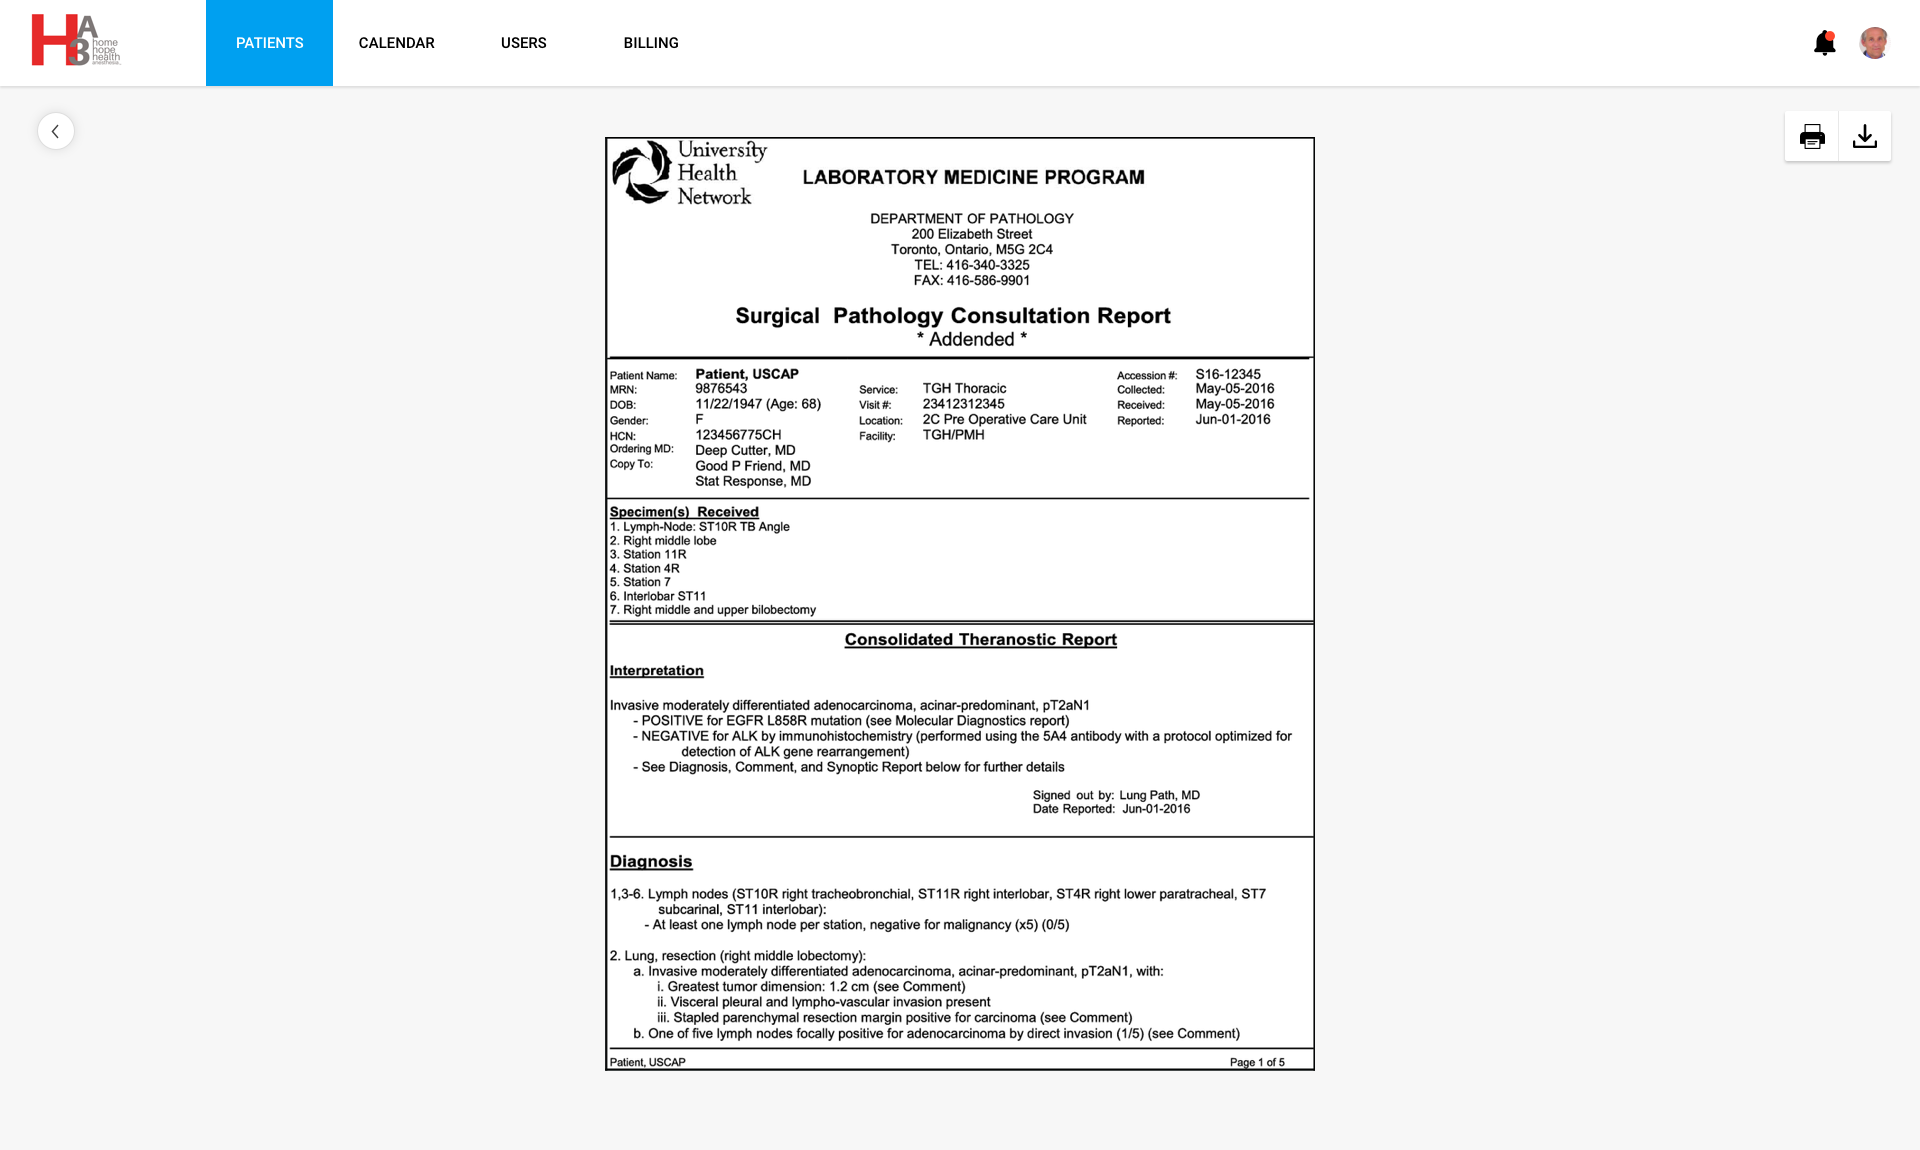 HA3 home hope health anesthesia
PATIENTS
CALENDAR
USERS
BILLING
University Health Network
LABORATORY MEDICINE PROGRAM
DEPARTMENT OF PATHOLOGY
200 Elizabeth Street
Toronto, Ontario, M5G 2C4
TEL: 416-340-3325
FAX: 416-586-9901
Surgical Pathology Consultation Report
* Addended *
Patient Name: Patient, USCAP
MRN: 9876543
DOB: 11/22/1947 (Age: 68)
Gender: F
HCN: 123456775CH
Ordering MD: Deep Cutter, MD
Copy To: Good P Friend, MD
Stat Response, MD
Service: TGH Thoracic
Visit #: 23412312345
Location: 2C Pre Operative Care Unit
Facility: TGH/PMH
Accession #: S16-12345
Collected: May-05-2016
Received: May-05-2016
Reported: Jun-01-2016
Specimen(s) Received
1. Lymph-Node: ST10R TB Angle
2. Right middle lobe
3. Station 11R
4. Station 4R
5. Station 7
6. Interlobar ST11
7. Right middle and upper bilobectomy
Consolidated Theranostic Report
Interpretation
Invasive moderately differentiated adenocarcinoma, acinar-predominant, pT2aN1
- POSITIVE for EGFR L858R mutation (see Molecular Diagnostics report)
- NEGATIVE for ALK by immunohistochemistry (performed using the 5A4 antibody with a protocol optimized for
detection of ALK gene rearrangement)
- See Diagnosis, Comment, and Synoptic Report below for further details
Signed out by: Lung Path, MD
Date Reported: Jun-01-2016
Diagnosis
1,3-6. Lymph nodes (ST10R right tracheobronchial, ST11R right interlobar, ST4R right lower paratracheal, ST7
subcarinal, ST11 interlobar):
- At least one lymph node per station, negative for malignancy (x5) (0/5)
2. Lung, resection (right middle lobectomy):
a. Invasive moderately differentiated adenocarcinoma, acinar-predominant, pT2aN1, with:
i. Greatest tumor dimension: 1.2 cm (see Comment)
ii. Visceral pleural and lympho-vascular invasion present
iii. Stapled parenchymal resection margin positive for carcinoma (see Comment)
b. One of five lymph nodes focally positive for adenocarcinoma by direct invasion (1/5) (see Comment)
Patient, USCAP
Page 1 of 5